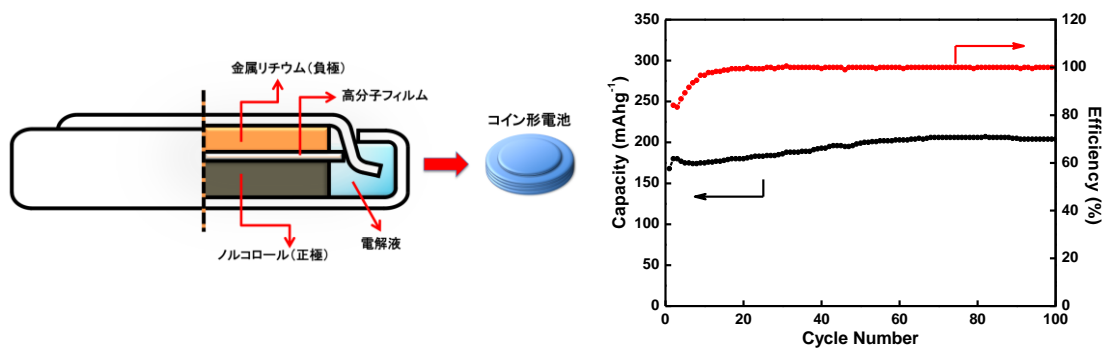 金属リチウム(負極)
高分子フィルム
コイン形電池
電解液
ノルコロール(正極)
Capacity (mAhg-1)
350
300
250
200
150
100
50
0
0
20
40
60
80
100
Cycle Number
120
100
80
60
40
20
0
Efficiency (%)